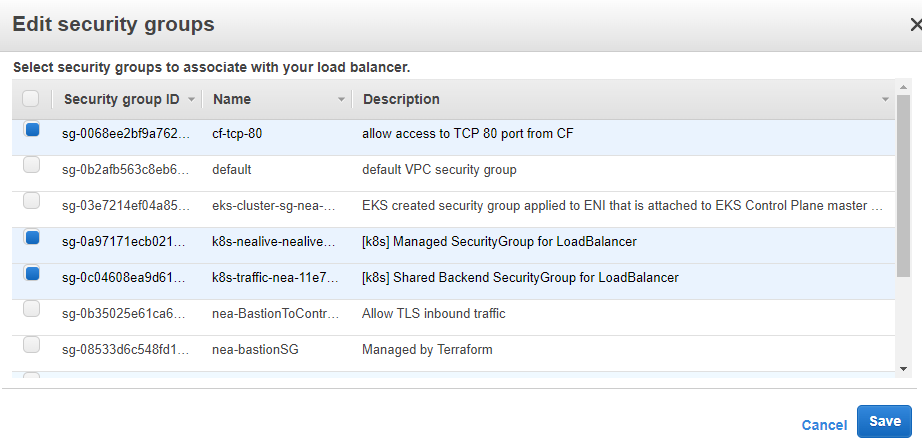 Edit security groups
Select security groups to associate with your load balancer.
Security group ID Name Description
sg-0068ee2bf9a762... cf-tcp-80 allow access to TCP 80 port from CF
sg-0b2afb563c8eb6... default default VPC security group
sg-03e7214ef04a85... eks-cluster-sg-nea-... EKS created security group applied to ENI that is attached to EKS Control Plane master ...
sg-0a97171ecb021... k8s-nealive-nealive... [k8s] Managed SecurityGroup for LoadBalancer
sg-0c04608ea9d61... k8s-traffic-nea-11e7... [k8s] Shared Backend SecurityGroup for LoadBalancer
sg-0b35025e61ca6... nea-BastionToContr... Allow TLS inbound traffic
sg-08533d6c548fd1... nea-bastionSG Managed by Terraform
Cancel Save